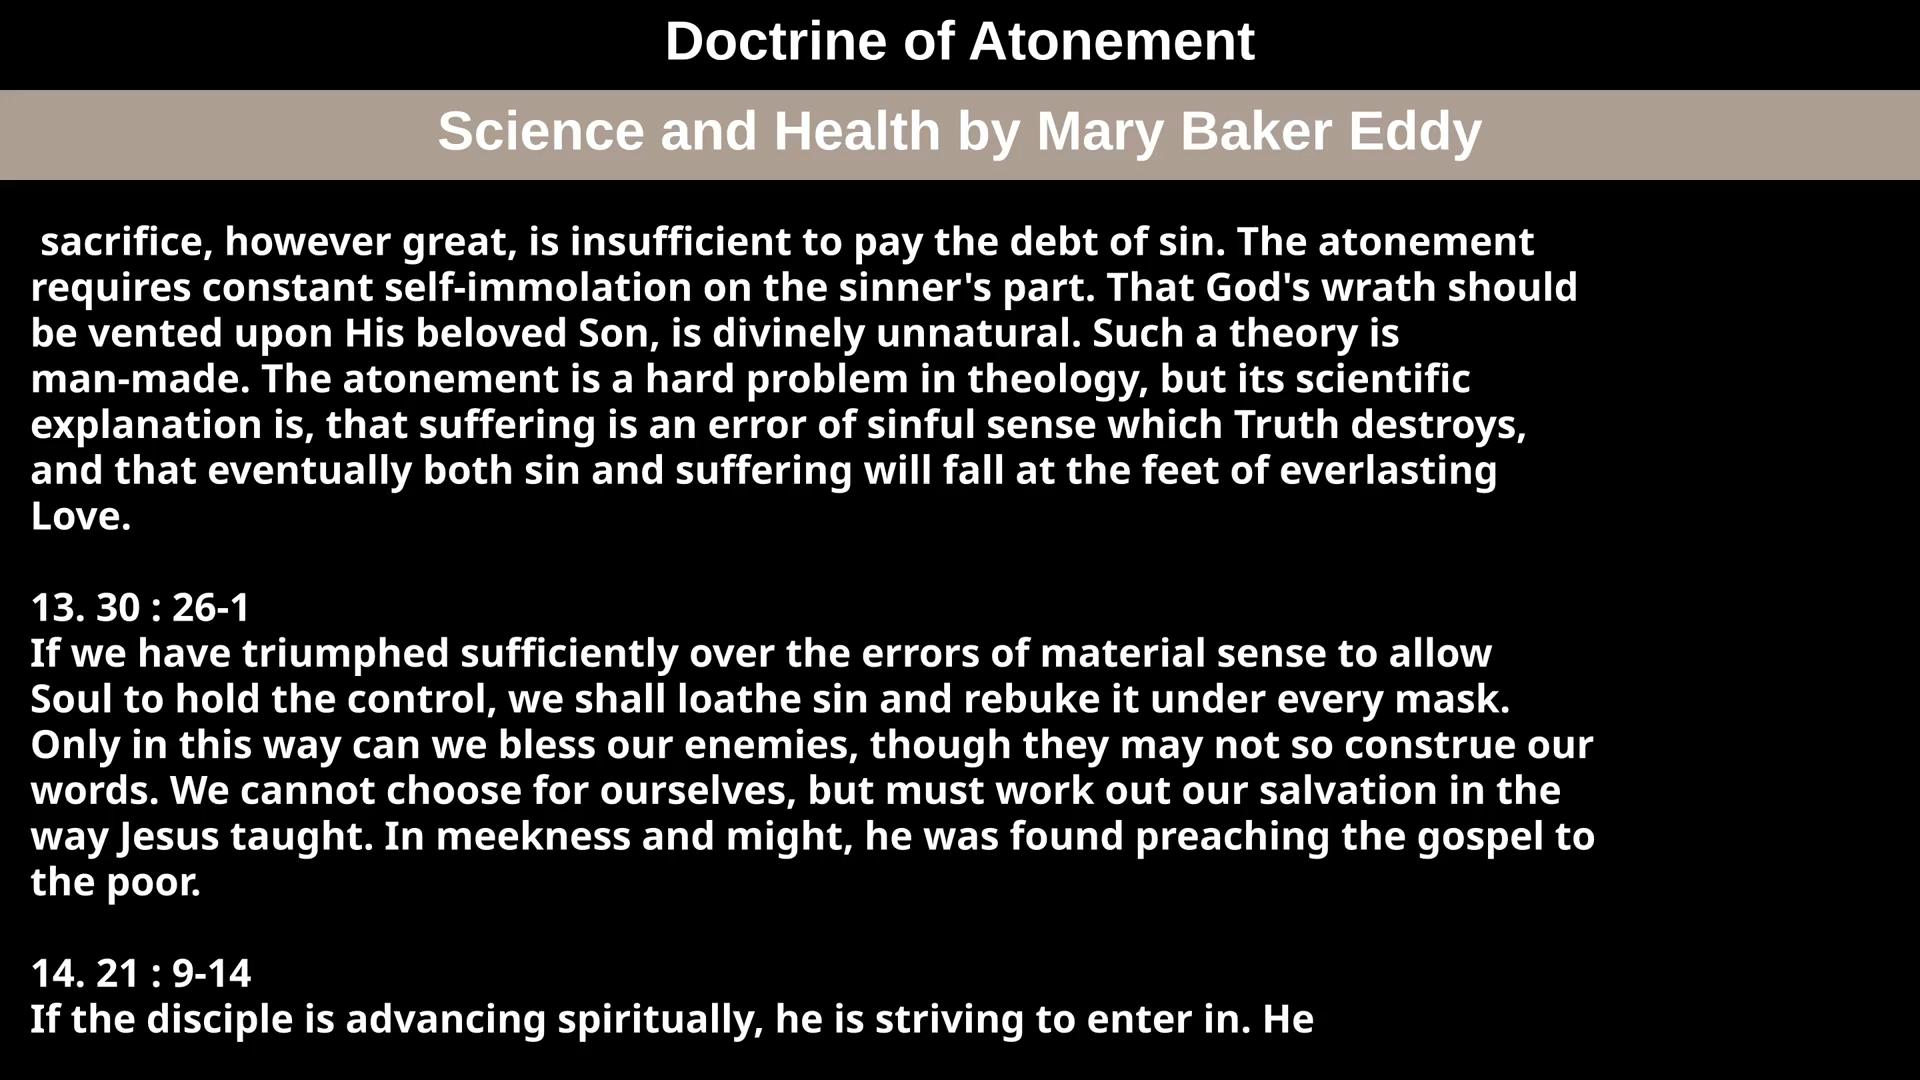 Doctrine of Atonement
Science and Health by Mary Baker Eddy
sacrifice, however great, is insufficient to pay the debt of sin. The atonement
requires constant self-immolation on the sinner's part. That God's wrath should
be vented upon His beloved Son, is divinely unnatural. Such a theory is
man-made. The atonement is a hard problem in theology, but its scientific
explanation is, that suffering is an error of sinful sense which Truth destroys,
and that eventually both sin and suffering will fall at the feet of everlasting
Love.
13. 30 : 26-1
If we have triumphed sufficiently over the errors of material sense to allow
Soul to hold the control, we shall loathe sin and rebuke it under every mask.
Only in this way can we bless our enemies, though they may not so construe our
words. We cannot choose for ourselves, but must work out our salvation in the
way Jesus taught. In meekness and might, he was found preaching the gospel to
the poor.
14. 21 : 9-14
If the disciple is advancing spiritually, he is striving to enter in. He